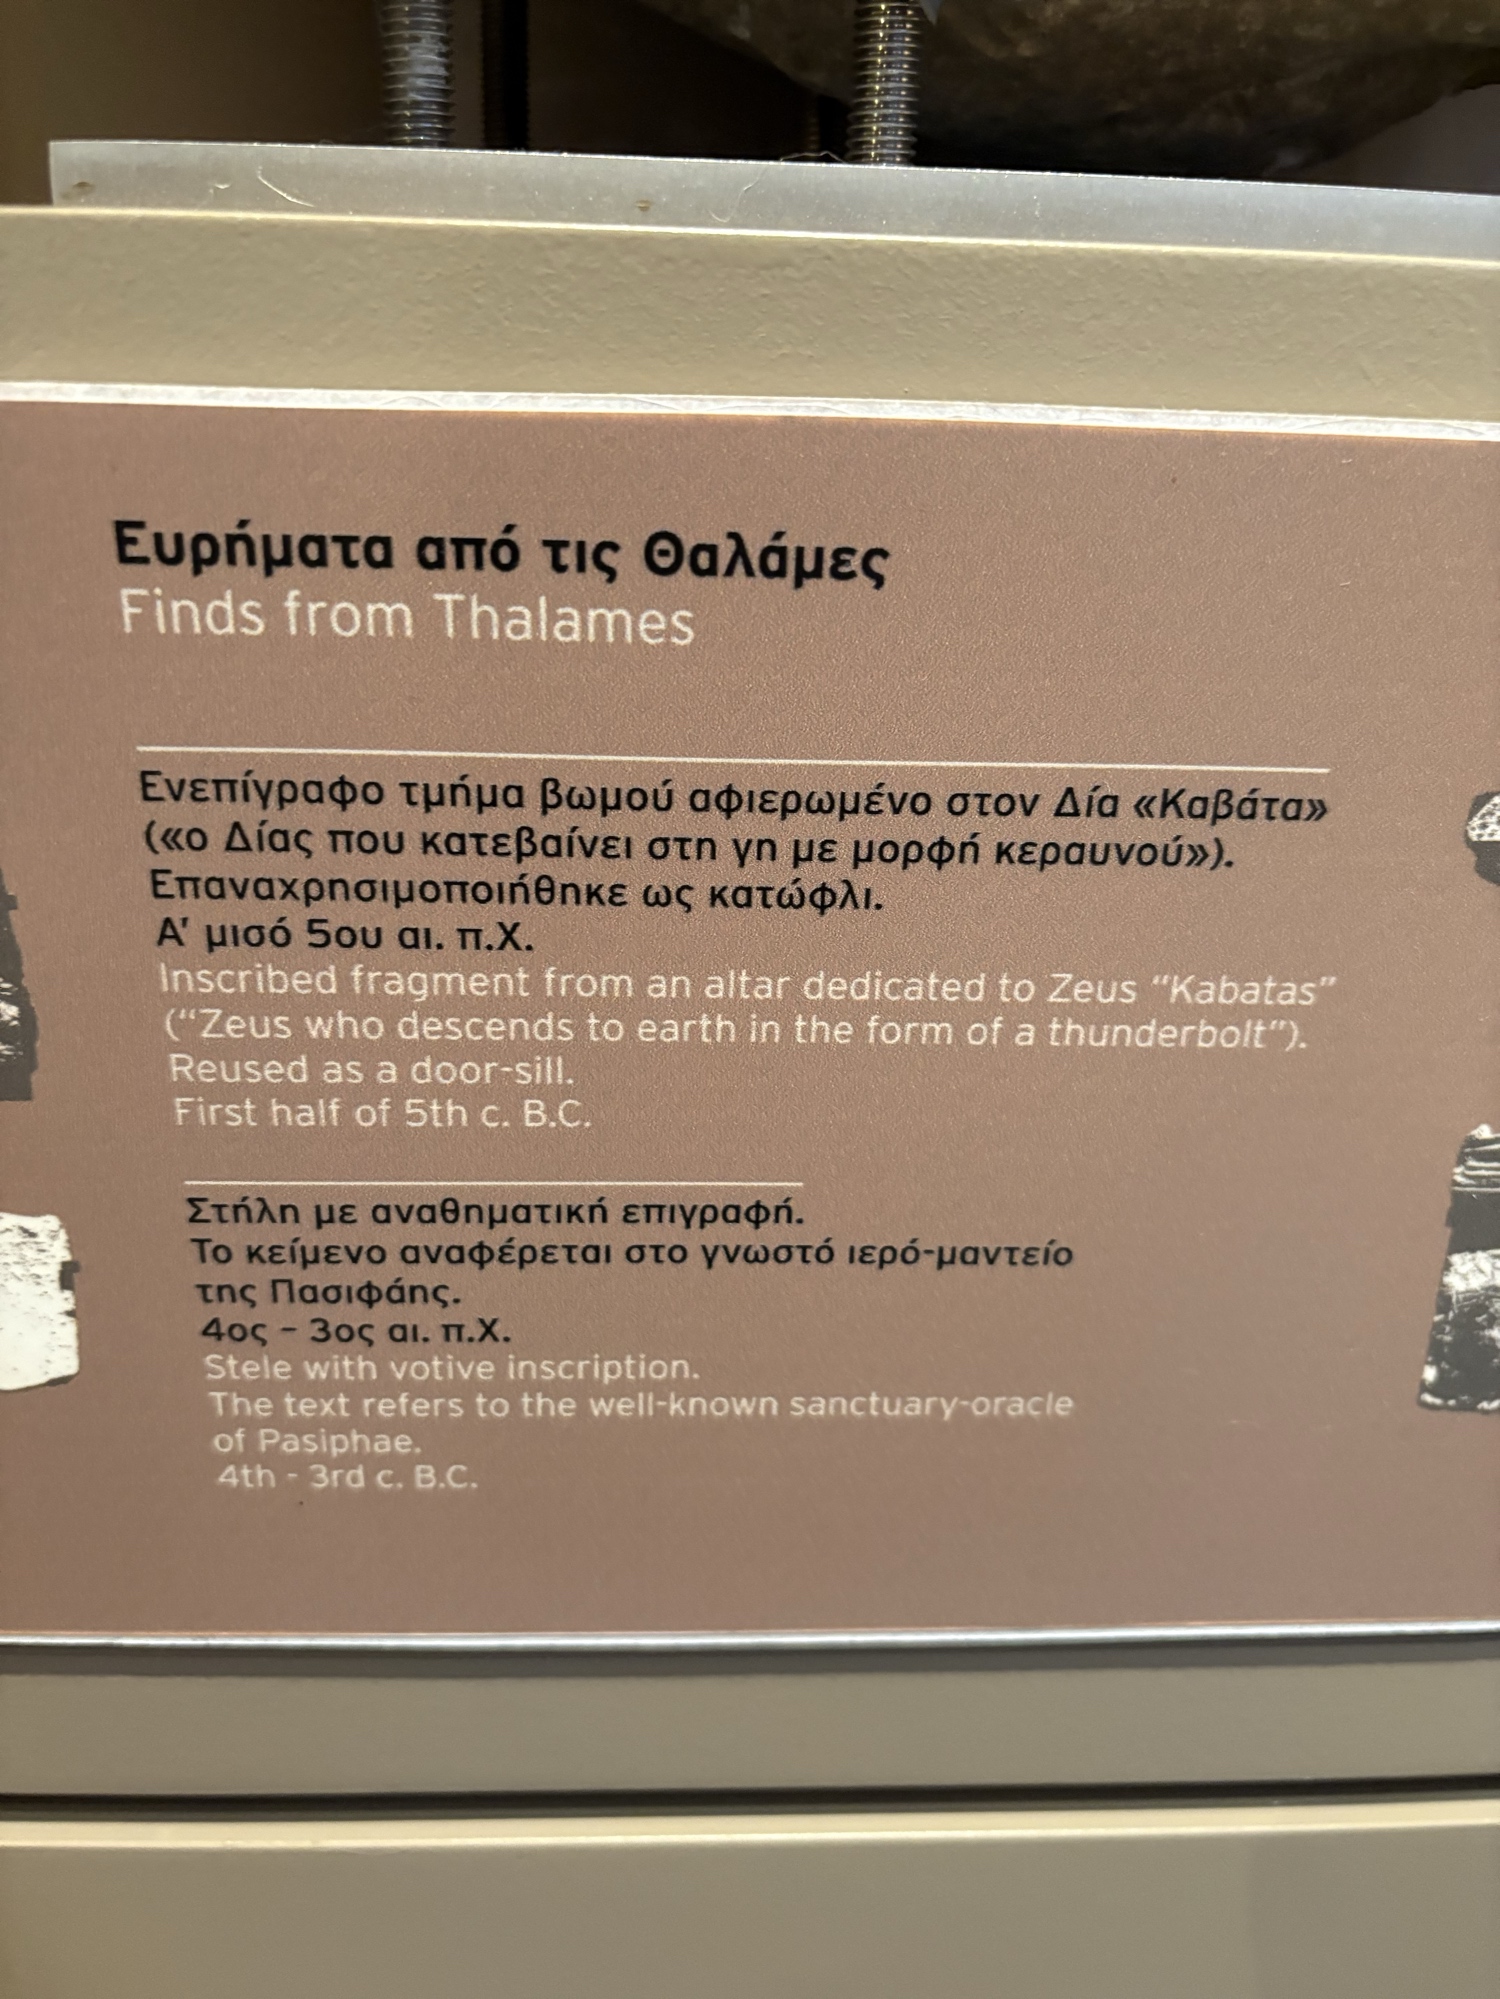 Ευρήματα από τις Θαλάμες
Finds from Thalames
Ενεπίγραφο τμήμα βωμού αφιερωμένο στον Δία «Καβάτα»
(«ο Δίας που κατεβαίνει στη γη με μορφή κεραυνού»).
Επαναχρησιμοποιήθηκε ως κατώφλι.
Α' μισό 5ου αι. π.Χ.
Inscribed fragment from an altar dedicated to Zeus “Kabatas”
(“Zeus who descends to earth in the form of a thunderbolt”).
Reused as a door-sill.
First half of 5th c. B.C.
Στήλη με αναθηματική επιγραφή.
Το κείμενο αναφέρεται στο γνωστό ιερό-μαντείο
της Πασιφάης.
4ος - 3ος αι. π.Χ.
Stele with votive inscription.
The text refers to the well-known sanctuary-oracle
of Pasiphae.
4th - 3rd c. B.C.